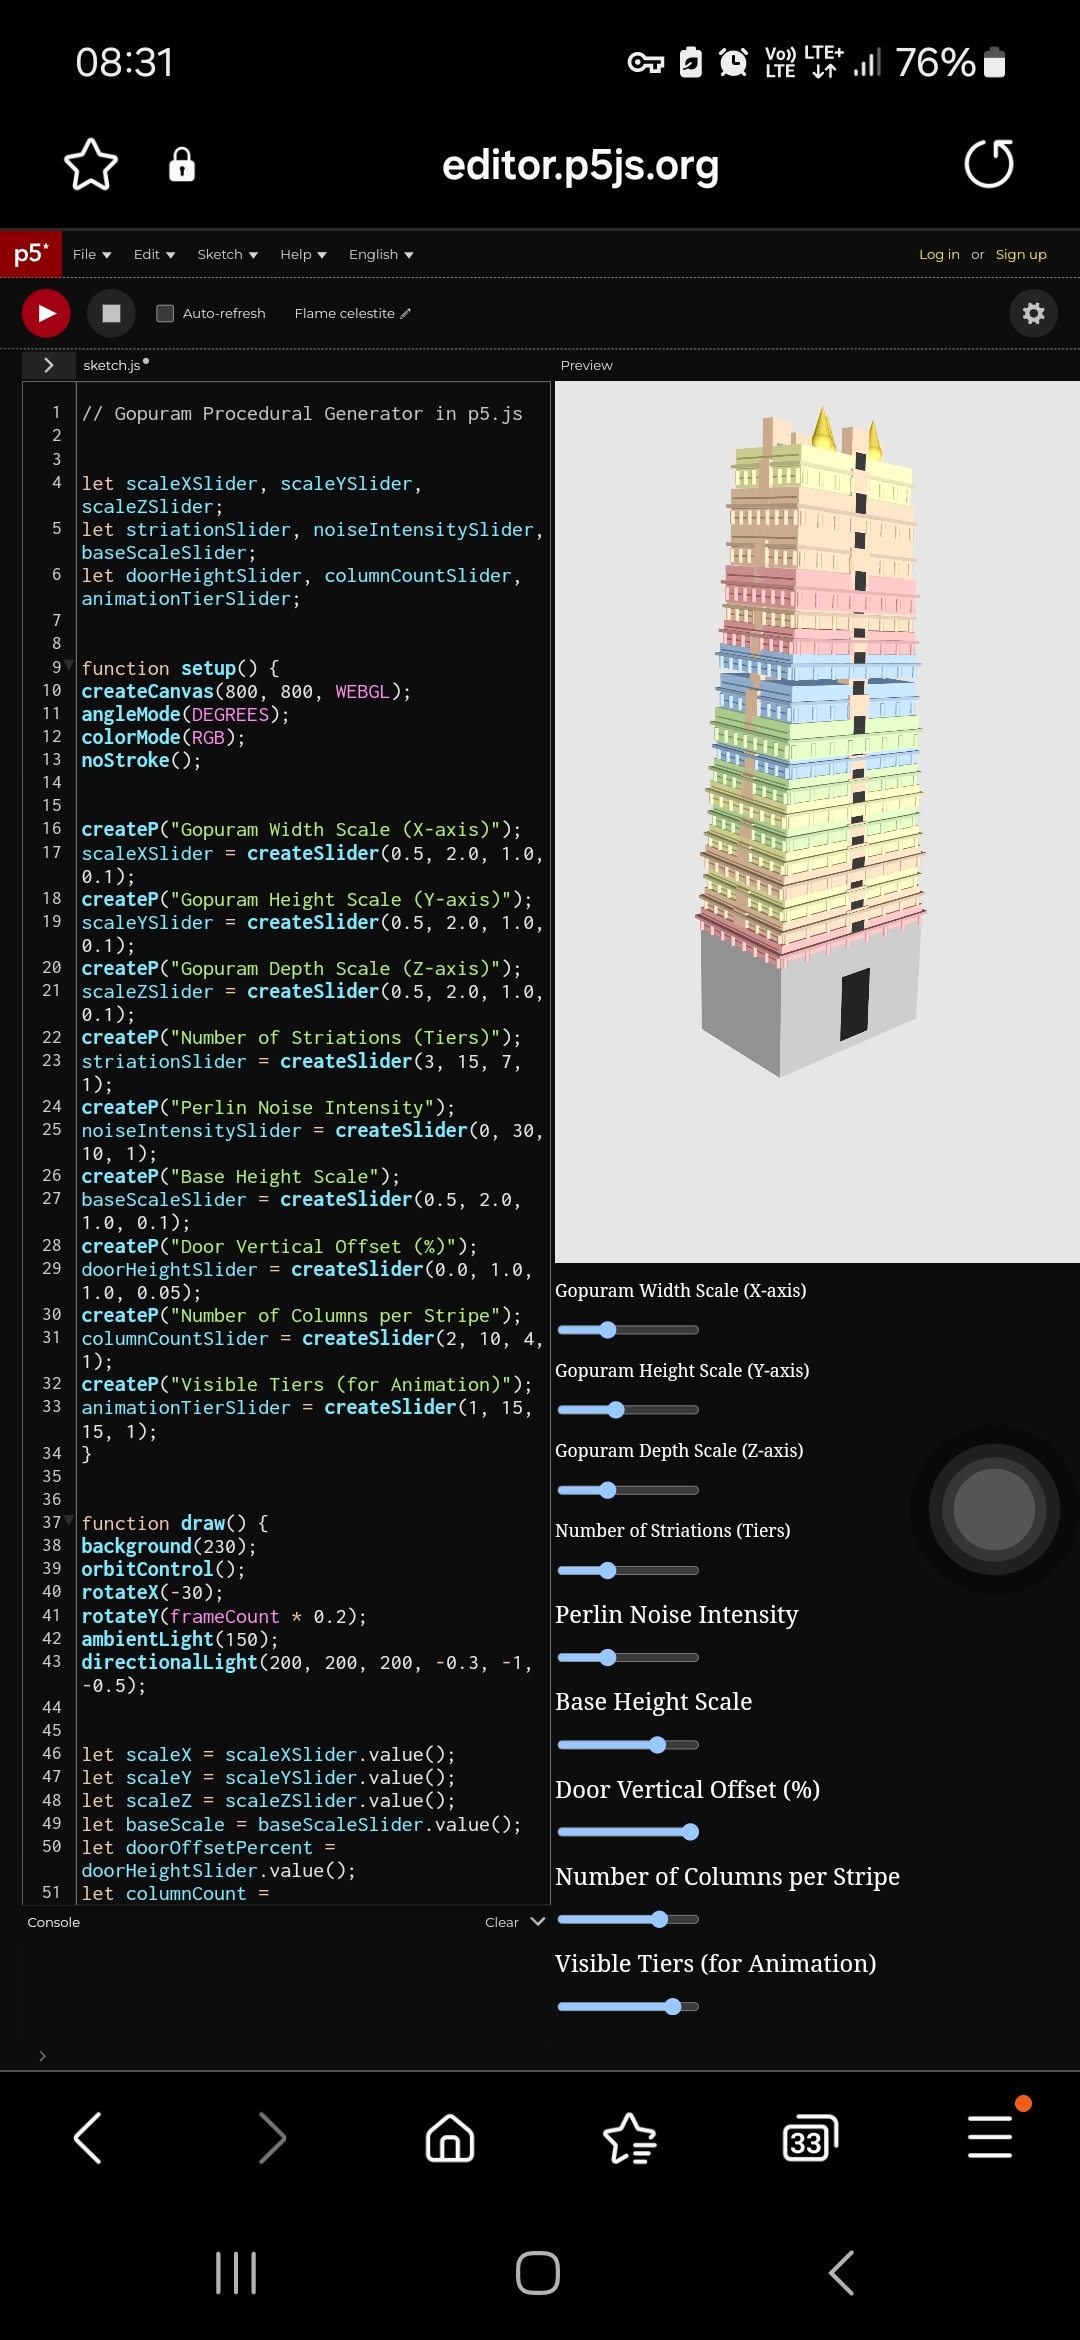 08:31
Vo)) LTE LTE+ 76%
editor.p5js.org
p5* File Edit Sketch Help English Log in or Sign up
Auto-refresh Flame celestite
sketch.js Preview
1 // Gopuram Procedural Generator in p5.js
2
3
4 let scaleXSlider, scaleYSlider,
scaleZSlider;
5 let striationSlider, noiseIntensitySlider,
baseScaleSlider;
6 let doorHeightSlider, columnCountSlider,
animationTierSlider;
7
8
9 function setup() {
10 createCanvas(800, 800, WEBGL);
11 angleMode(DEGREES);
12 colorMode(RGB);
13 noStroke();
14
15
16 createP("Gopuram Width Scale (X-axis)");
17 scaleXSlider = createSlider(0.5, 2.0, 1.0,
0.1);
18 createP("Gopuram Height Scale (Y-axis)");
19 scaleYSlider = createSlider(0.5, 2.0, 1.0,
0.1);
20 createP("Gopuram Depth Scale (Z-axis)");
21 scaleZSlider = createSlider(0.5, 2.0, 1.0,
0.1);
22 createP("Number of Striations (Tiers)");
23 striationSlider = createSlider(3, 15, 7,
1);
24 createP("Perlin Noise Intensity");
25 noiseIntensitySlider = createSlider(0, 30,
10, 1);
26 createP("Base Height Scale");
27 baseScaleSlider = createSlider(0.5, 2.0,
1.0, 0.1);
28 createP("Door Vertical Offset (%)");
29 doorHeightSlider = createSlider(0.0, 1.0,
1.0, 0.05);
30 createP("Number of Columns per Stripe");
31 columnCountSlider = createSlider(2, 10, 4,
1);
32 createP("Visible Tiers (for Animation)");
33 animationTierSlider = createSlider(1, 15,
15, 1);
34 }
35
36
37 function draw() {
38 background(230);
39 orbitControl();
40 rotateX(-30);
41 rotateY(frameCount * 0.2);
42 ambientLight(150);
43 directionalLight(200, 200, 200, -0.3, -1,
-0.5);
44
45
46 let scaleX = scaleXSlider.value();
47 let scaleY = scaleYSlider.value();
48 let scaleZ = scaleZSlider.value();
49 let baseScale = baseScaleSlider.value();
50 let doorOffsetPercent =
doorHeightSlider.value();
51 let columnCount =
Console Clear
Gopuram Width Scale (X-axis)
Gopuram Height Scale (Y-axis)
Gopuram Depth Scale (Z-axis)
Number of Striations (Tiers)
Perlin Noise Intensity
Base Height Scale
Door Vertical Offset (%)
Number of Columns per Stripe
Visible Tiers (for Animation)
33